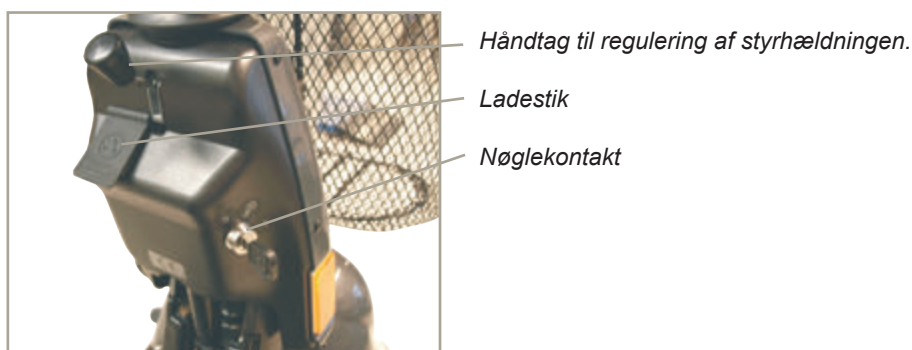 Håndtag til regulering af styrhældningen.
Ladestik
Nøglekontakt